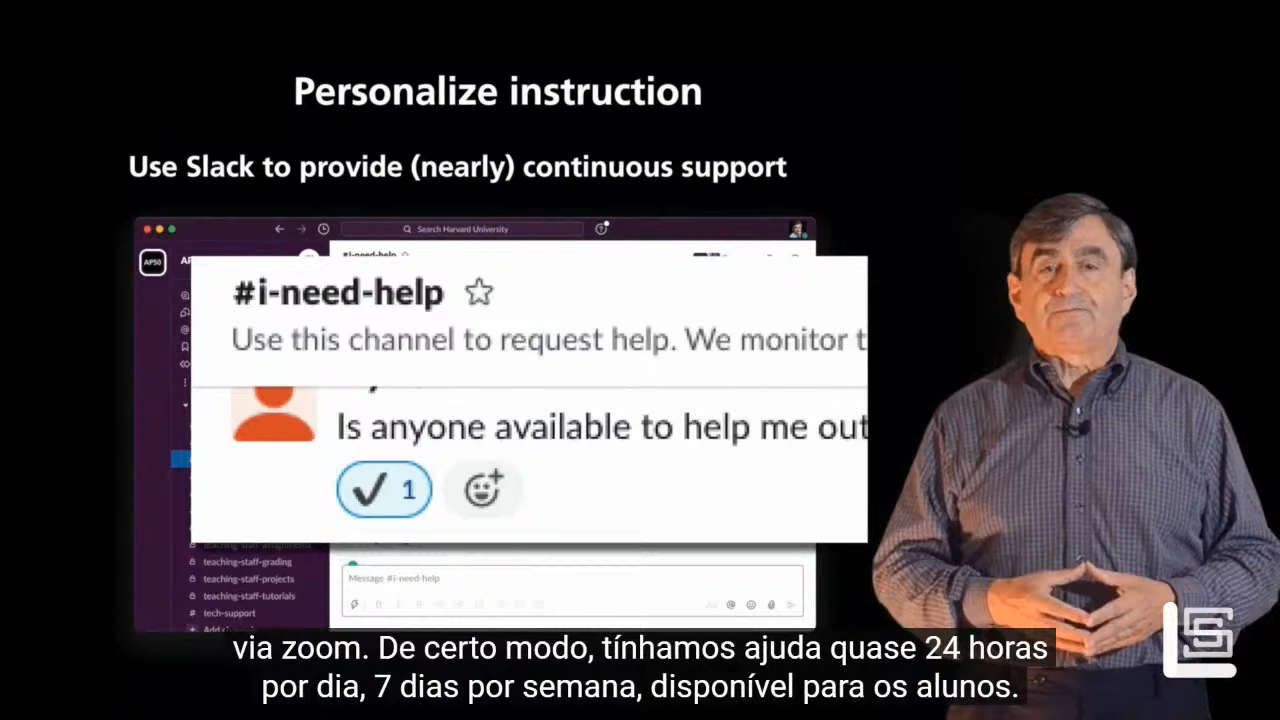 Personalize instruction
Use Slack to provide (nearly) continuous support
Search Harvard University
AP50
#i-need-help
Use this channel to request help. We monitor
Is anyone available to help me out
1
teaching-staff-grading
teaching-staff-projects
teaching-staff-tutorials
# tech-support
Message #i-need-help
via zoom. De certo modo, tínhamos ajuda quase 24 horas
por dia, 7 dias por semana, disponível para os alunos.